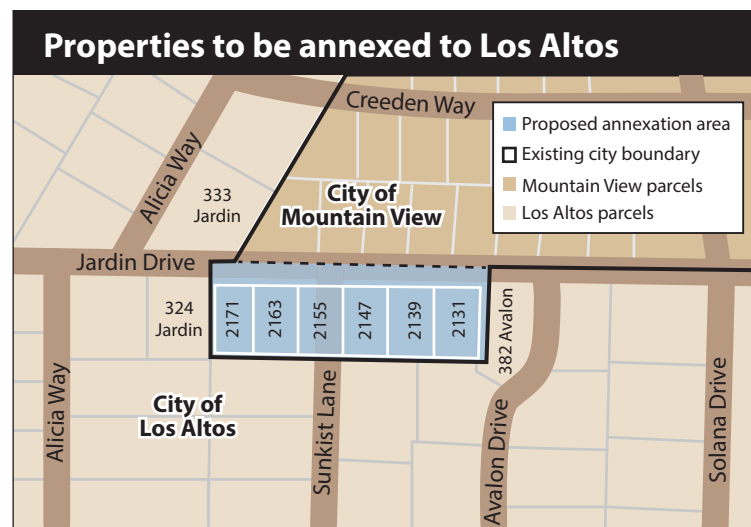 Properties to be annexed to Los Altos
Creeden Way
Proposed annexation area
Existing city boundary
Mountain View parcels
Los Altos parcels
Alicia Way
333
Jardin
City of
Mountain View
Jardin Drive
324
Jardin
2171
2163
2155
2147
2139
2131
382 Avalon
City of
Los Altos
Alicia Way
Sunkist Lane
Avalon Drive
Solana Drive